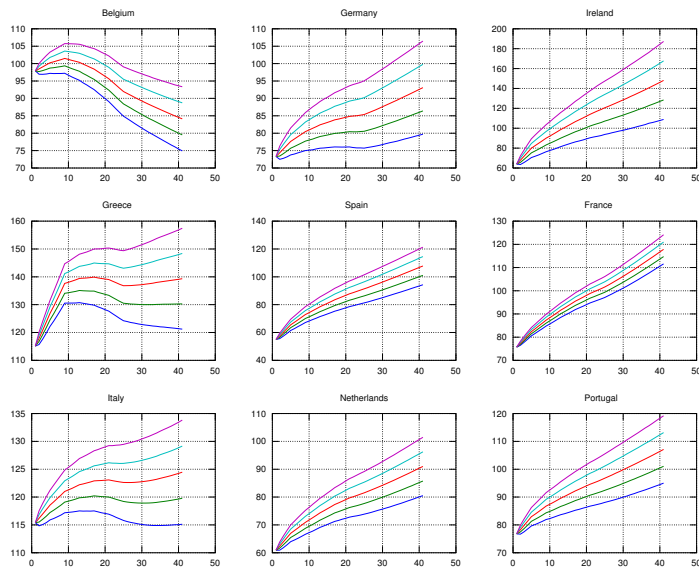 Belgium Germany Ireland
110 110 200
105 105 180
100 100 160
95 95 140
90 90 120
85 85 100
80 80 80
75 75
70 70 60
0 10 20 30 40 50 0 10 20 30 40 50 0 10 20 30 40 50
Greece Spain France
160 140 130
150 120 120
140 100 110
130 80 100
120 60 90
110 40 80
70
0 10 20 30 40 50 0 10 20 30 40 50 0 10 20 30 40 50
Italy Netherlands Portugal
135 110 120
130 100 110
125 90 100
120 80 90
115 70 80
110 60 70
0 10 20 30 40 50 0 10 20 30 40 50 0 10 20 30 40 50